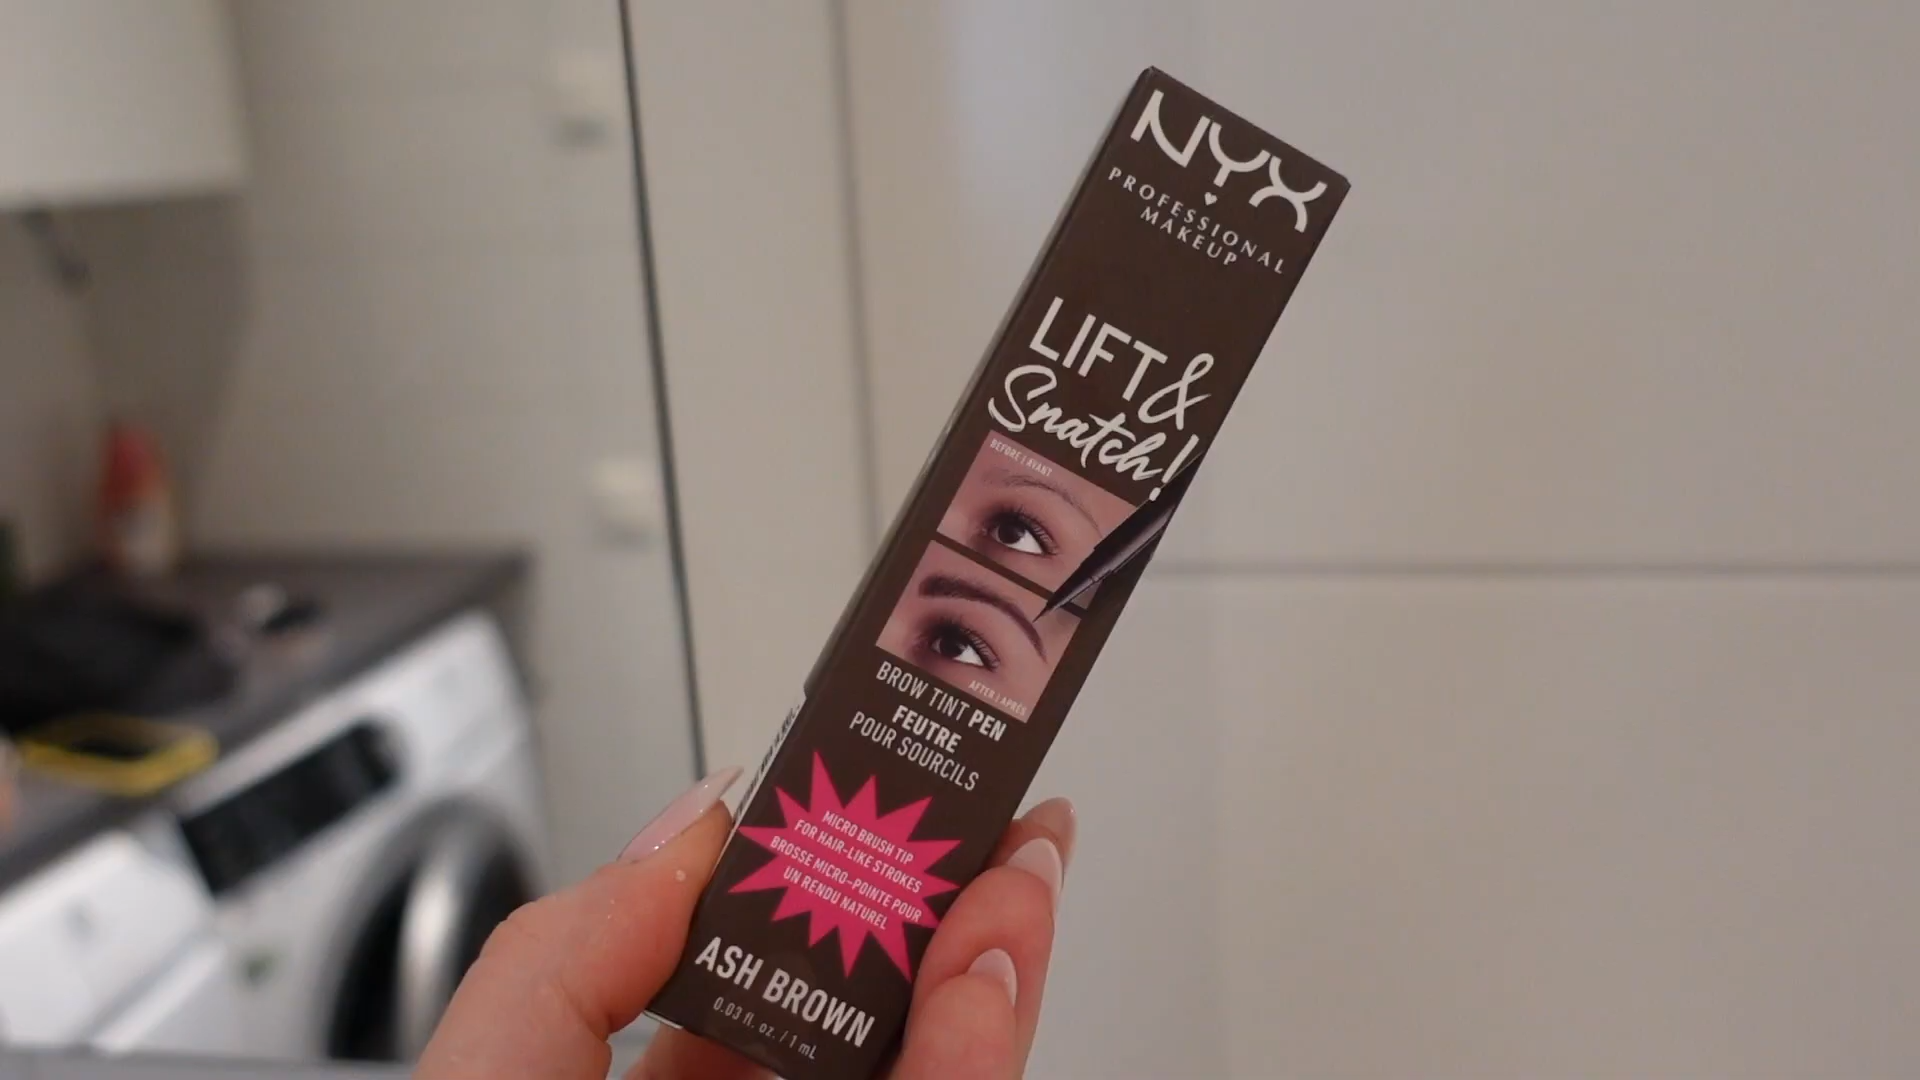 NYX
PROFESSIONAL
MAKEUP
LIFT &
Snatch!
BEFORE | AVANT
AFTER | APRÈS
BROW TINT PEN
FEUTRE
POUR SOURCILS
MICRO BRUSH TIP
FOR HAIR-LIKE STROKES
BROSSE MICRO-POINTE POUR
UN RENDU NATUREL
ASH BROWN
0.03 fl. oz. / 1 mL